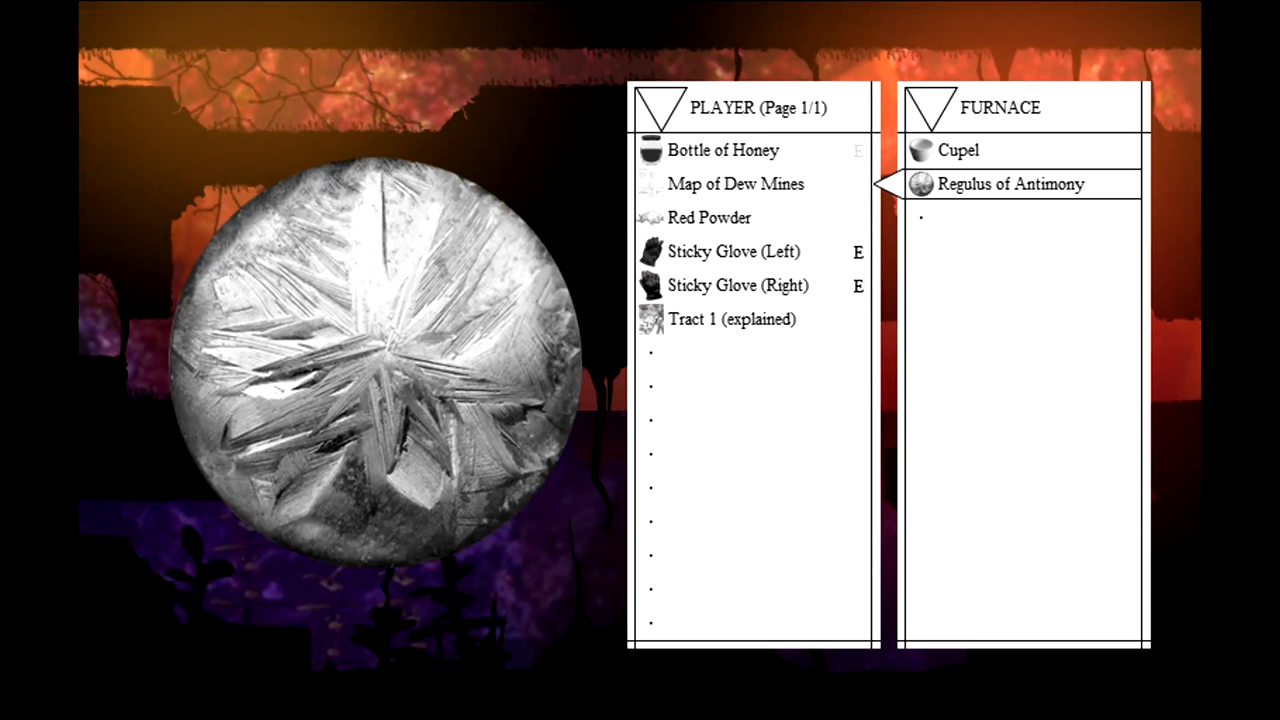 PLAYER (Page 1/1)
Bottle of Honey E
Map of Dew Mines
Red Powder
Sticky Glove (Left) E
Sticky Glove (Right) E
Tract 1 (explained)
FURNACE
Cupel
Regulus of Antimony